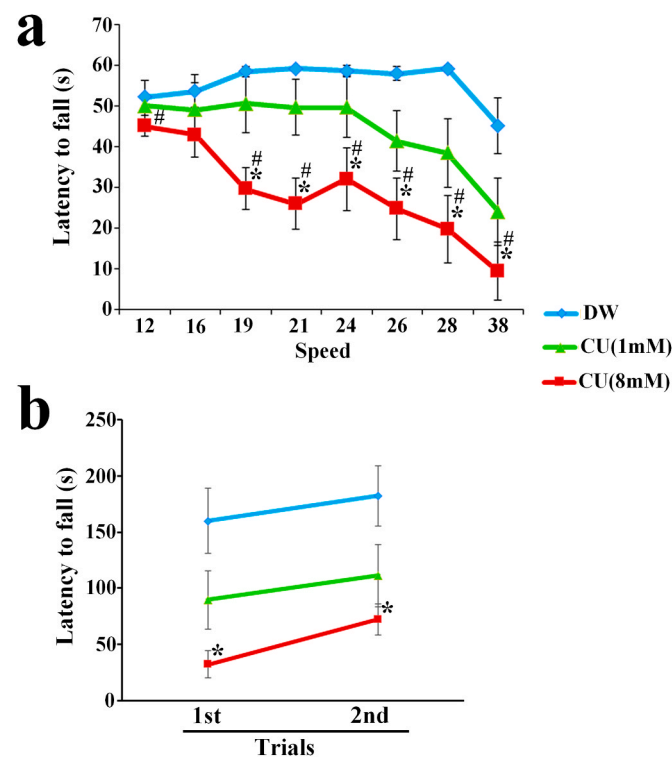 a
Latency to fall (s)
70
60
50
40
30
20
10
0
#
#
*
#
*
#
*
#
*
#
*
#
*
12 16 19 21 24 26 28 38
Speed
DW
CU(1mM)
CU(8mM)
b
Latency to fall (s)
250
200
150
100
50
0
*
*
1st 2nd
Trials